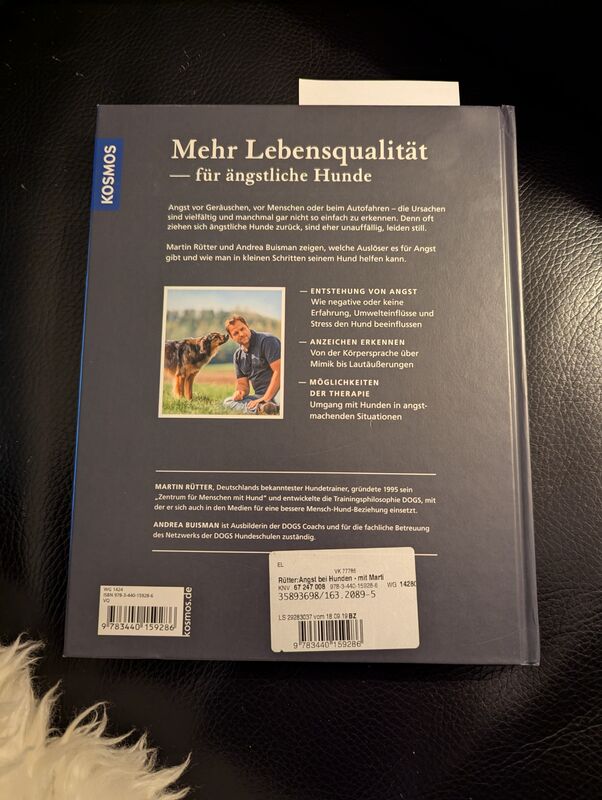 KOSMOS
Mehr Lebensqualität
— für ängstliche Hunde
Angst vor Geräuschen, vor Menschen oder beim Autofahren – die Ursachen
sind vielfältig und manchmal gar nicht so einfach zu erkennen. Denn oft
ziehen sich ängstliche Hunde zurück, sind eher unauffällig, leiden still.
Martin Rütter und Andrea Buisman zeigen, welche Auslöser es für Angst
gibt und wie man in kleinen Schritten seinem Hund helfen kann.
— ENTSTEHUNG VON ANGST
Wie negative oder keine
Erfahrung, Umwelteinflüsse und
Stress den Hund beeinflussen
— ANZEICHEN ERKENNEN
Von der Körpersprache über
Mimik bis Lautäußerungen
— MÖGLICHKEITEN
DER THERAPIE
Umgang mit Hunden in angst-
machenden Situationen
MARTIN RÜTTER, Deutschlands bekanntester Hundetrainer, gründete 1995 sein
„Zentrum für Menschen mit Hund“ und entwickelte die Trainingsphilosophie DOGS, mit
der er sich auch in den Medien für eine bessere Mensch-Hund-Beziehung einsetzt.
ANDREA BUISMAN ist Ausbilderin der DOGS Coachs und für die fachliche Betreuung
des Netzwerks der DOGS Hundeschulen zuständig.
WG 1424
ISBN 978-3-440-15928-6
VQ
9 783440 159286
kosmos.de
EL
VK 77786
Rütter:Angst bei Hunden - mit Marti
KNV 67 247 008 978-3-440-15928-6 WG 14280
35893698/163.2089-5
LS 29283037 vom 18 09 19 BZ
9 783440 159286